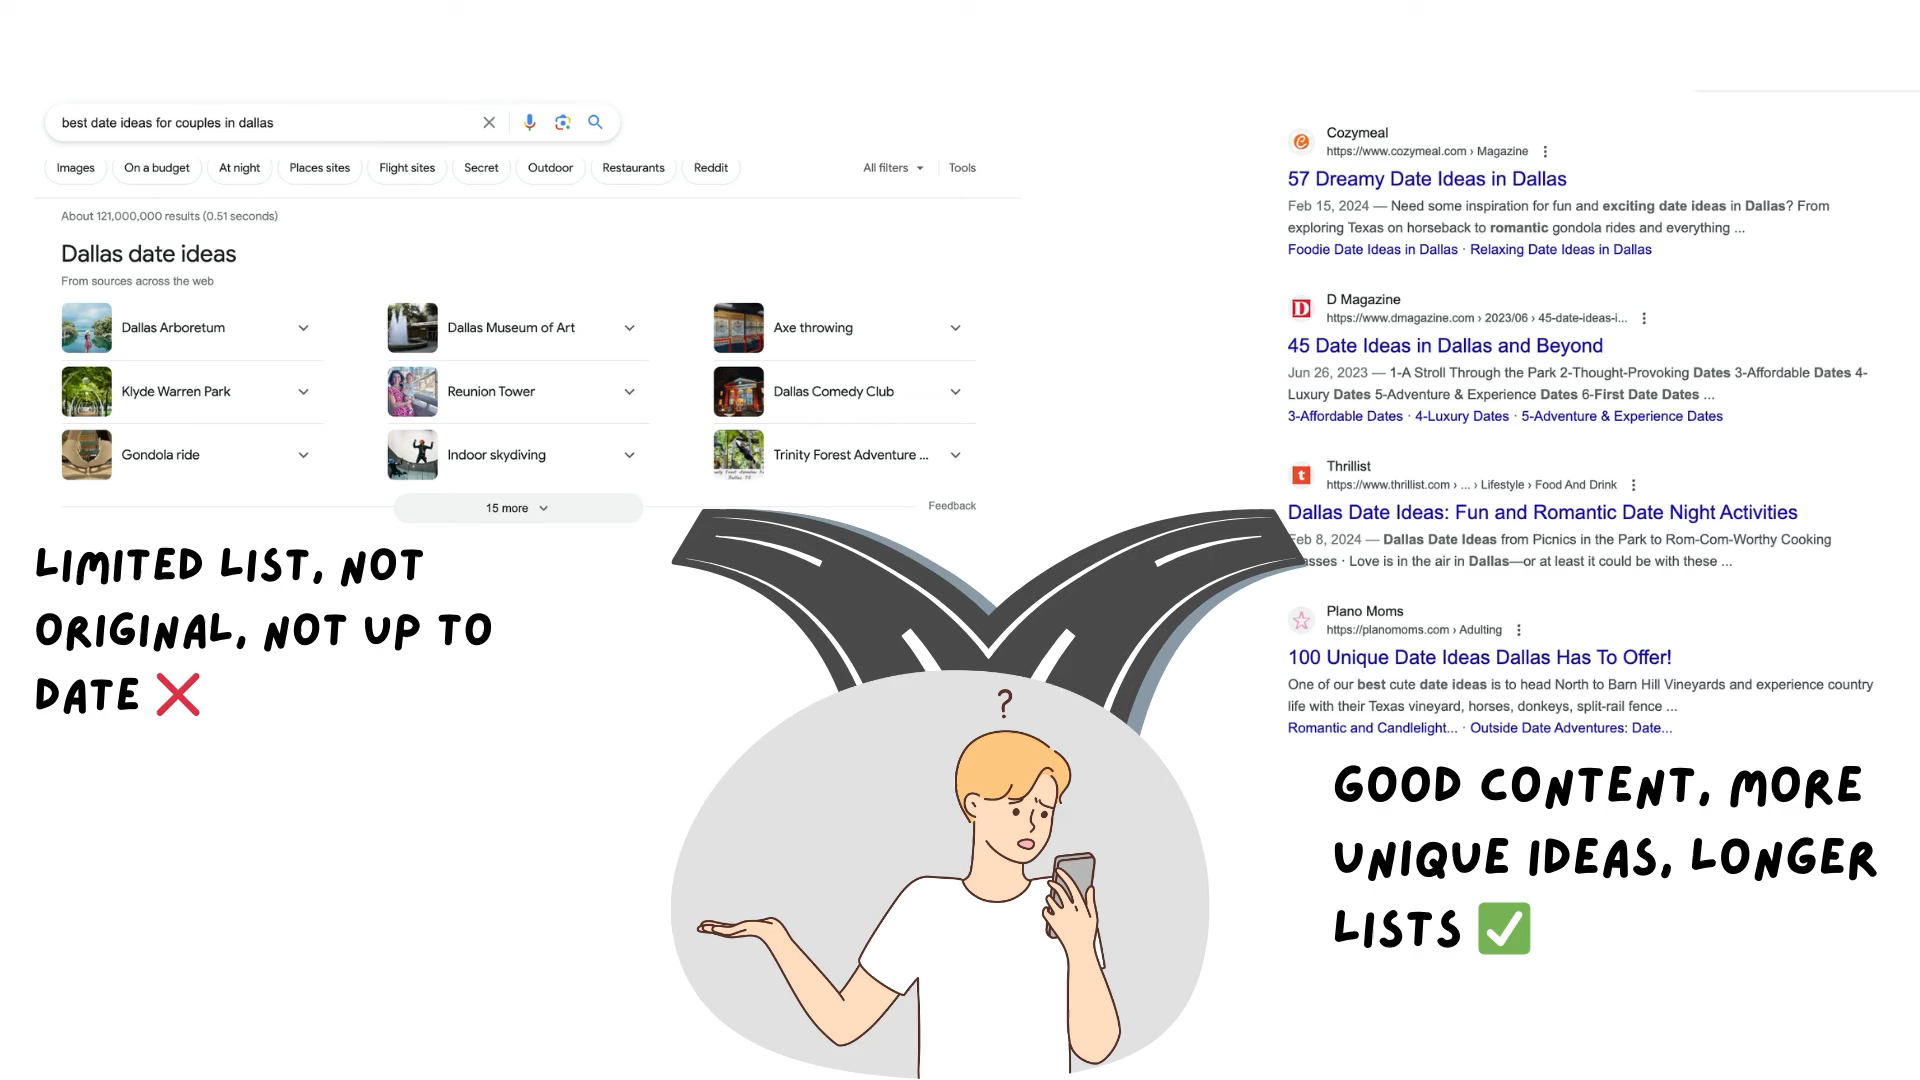 best date ideas for couples in dallas
Images On a budget At night Places sites Flight sites Secret Outdoor Restaurants Reddit All filters Tools
About 121,000,000 results (0.51 seconds)
Dallas date ideas
From sources across the web
Dallas Arboretum
Dallas Museum of Art
Axe throwing
Klyde Warren Park
Reunion Tower
Dallas Comedy Club
Gondola ride
Indoor skydiving
Trinity Forest Adventure ...
15 more
Feedback
LIMITED LIST, NOT
ORIGINAL, NOT UP TO
DATE ❌
?
Cozymeal
https://www.cozymeal.com › Magazine
57 Dreamy Date Ideas in Dallas
Feb 15, 2024 — Need some inspiration for fun and exciting date ideas in Dallas? From
exploring Texas on horseback to romantic gondola rides and everything ...
Foodie Date Ideas in Dallas · Relaxing Date Ideas in Dallas
D Magazine
https://www.dmagazine.com › 2023/06 › 45-date-ideas-i...
45 Date Ideas in Dallas and Beyond
Jun 26, 2023 — 1-A Stroll Through the Park 2-Thought-Provoking Dates 3-Affordable Dates 4-
Luxury Dates 5-Adventure & Experience Dates 6-First Date Dates ...
3-Affordable Dates · 4-Luxury Dates · 5-Adventure & Experience Dates
Thrillist
https://www.thrillist.com › ... › Lifestyle › Food And Drink
Dallas Date Ideas: Fun and Romantic Date Night Activities
Feb 8, 2024 — Dallas Date Ideas from Picnics in the Park to Rom-Com-Worthy Cooking
· Love is in the air in Dallas—or at least it could be with these ...
Plano Moms
https://planomoms.com › Adulting
100 Unique Date Ideas Dallas Has To Offer!
One of our best cute date ideas is to head North to Barn Hill Vineyards and experience country
life with their Texas vineyard, horses, donkeys, split-rail fence ...
Romantic and Candlelight... · Outside Date Adventures: Date...
GOOD CONTENT, MORE
UNIQUE IDEAS, LONGER
LISTS ✅